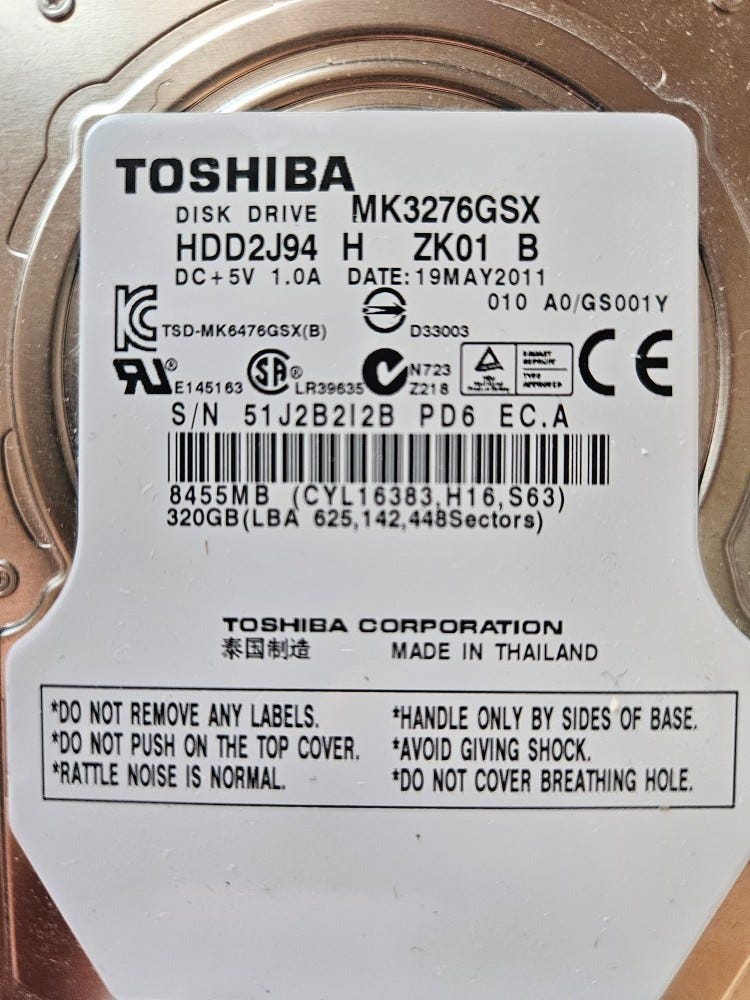 TOSHIBA
DISK DRIVE MK3276GSX
HDD2J94 H ZK01 B
DC+5V 1.0A DATE:19MAY2011
010 A0/GS001Y
TSD-MK6476GSX(B)
D33003
E145163
LR39635
N723
Z218
S/N 51J2B2I2B PD6 EC.A
8455MB (CYL16383,H16,S63)
320GB(LBA 625,142,448Sectors)
TOSHIBA CORPORATION
泰国制造 MADE IN THAILAND
*DO NOT REMOVE ANY LABELS. *HANDLE ONLY BY SIDES OF BASE.
*DO NOT PUSH ON THE TOP COVER. *AVOID GIVING SHOCK.
*RATTLE NOISE IS NORMAL. *DO NOT COVER BREATHING HOLE.